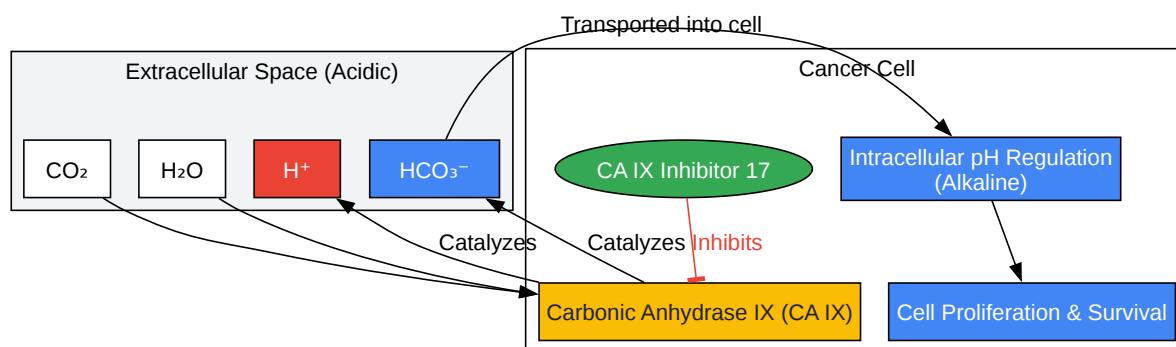 Transported into cell
Extracellular Space (Acidic)
Cancer Cell
CO₂
H₂O
H⁺
HCO₃⁻
CA IX Inhibitor 17
Intracellular pH Regulation
(Alkaline)
Catalyzes
Catalyzes
Inhibits
Carbonic Anhydrase IX (CA IX)
Cell Proliferation & Survival